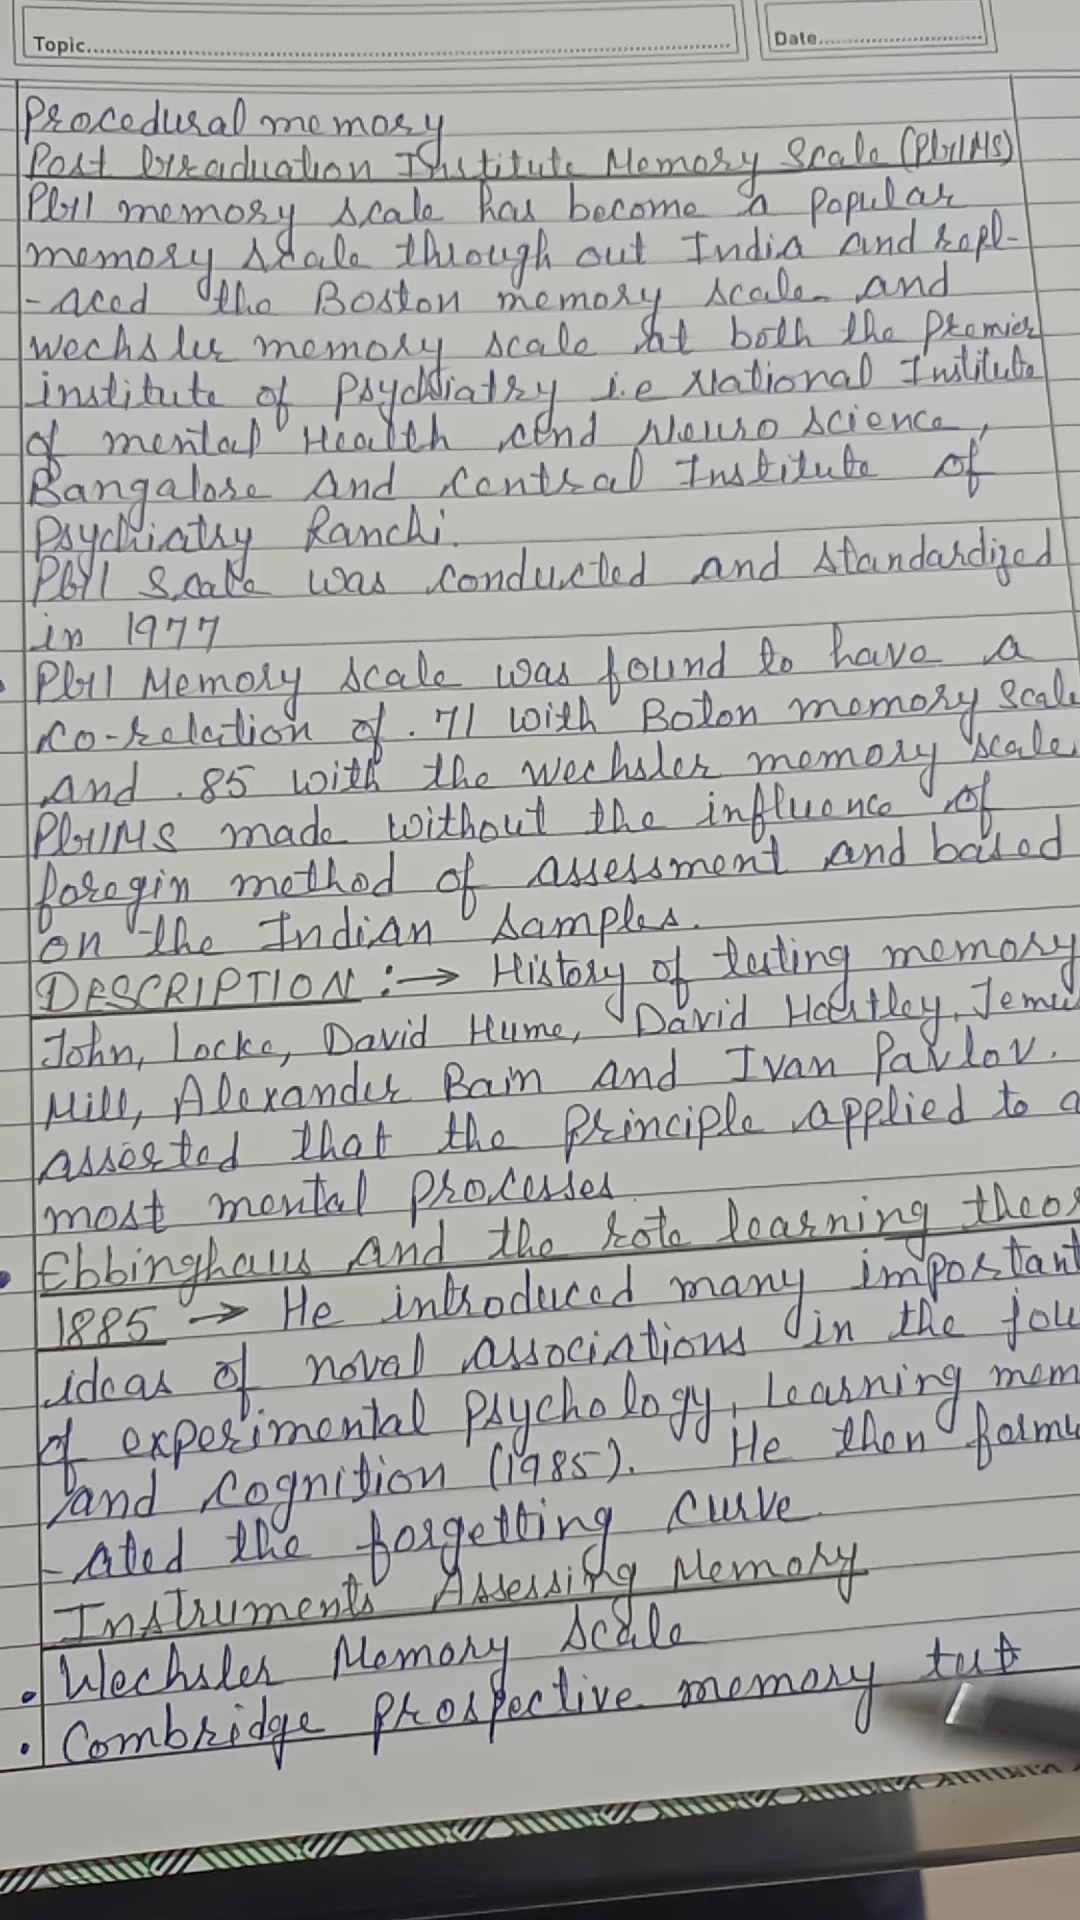 Topic
Date
Procedural memory
Post Graduation Institute Memory Scale (PGIMS)
PGI memory scale has become a popular
memory scale through out India and repl-
-aced the Boston memory scale and
wechsler memory scale at both the premier
institute of Psychiatry i.e National Institute
of mental Health and Neuro science,
Bangalore and central Institute of
Psychiatry Ranchi.
PGI scale was conducted and standardized
in 1977
PGI Memory scale was found to have a
co-relation of .71 with Boton memory scale
and .85 with the wechsler memory scale
PGIMS made without the influence of
foregin method of assessment and based
on the Indian samples.
DESCRIPTION :→ History of testing memory
John, Locke, David Hume, David Hartley,
Mill, Alexander Bain and Ivan Pavlov.
asserted that the principle applied to a
most mental processes
Ebbinghaus and the rote learning theor
1885 → He introduced many important
ideas of noval associations in the
of experimental psychology, learning mem
and cognition (1985). He then formu
-ated the forgetting curve
Instruments Assessing Memory
• Wechsler Memory scale
• Combridge prospective memory test